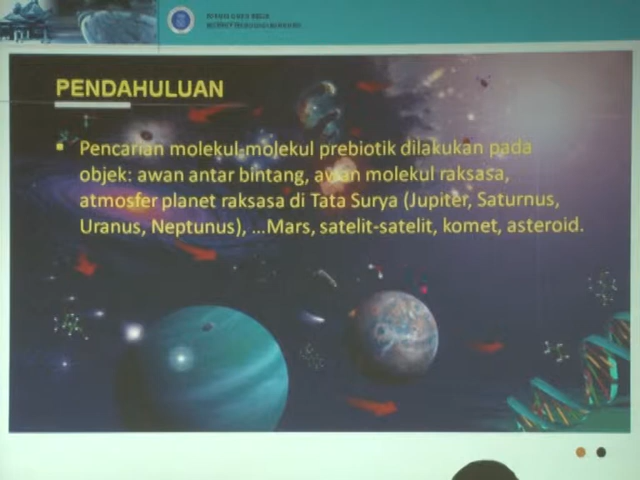 PENDAHULUAN
▪ Pencarian molekul-molekul prebiotik dilakukan pada
objek: awan antar bintang, awan molekul raksasa,
atmosfer planet raksasa di Tata Surya (Jupiter, Saturnus,
Uranus, Neptunus), ...Mars, satelit-satelit, komet, asteroid.